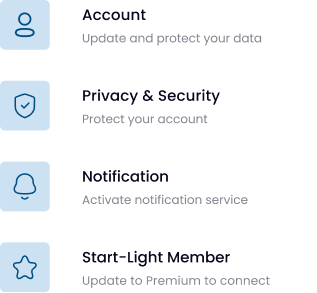 Account
Update and protect your data
Privacy & Security
Protect your account
Notification
Activate notification service
Start-Light Member
Update to Premium to connect